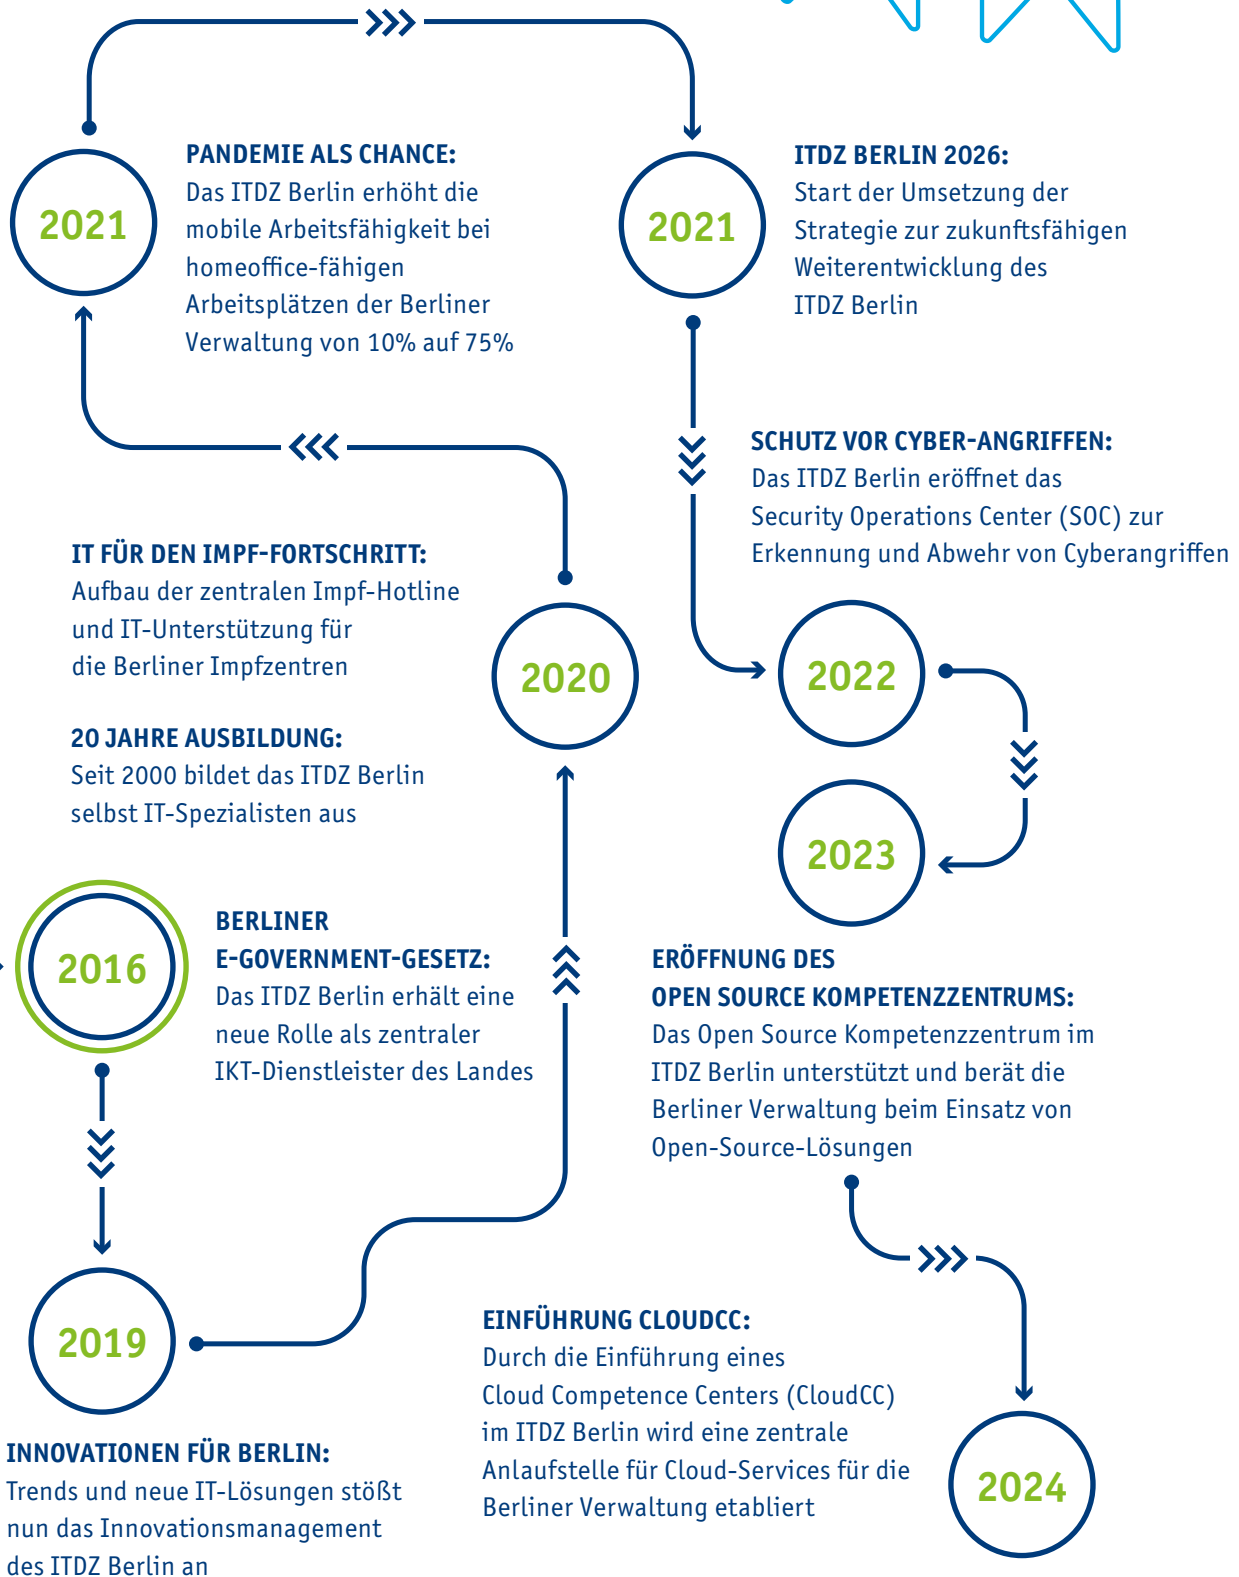 2021
PANDEMIE ALS CHANCE:
Das ITDZ Berlin erhöht die
mobile Arbeitsfähigkeit bei
homeoffice-fähigen
Arbeitsplätzen der Berliner
Verwaltung von 10% auf 75%
2021
ITDZ BERLIN 2026:
Start der Umsetzung der
Strategie zur zukunftsfähigen
Weiterentwicklung des
ITDZ Berlin
SCHUTZ VOR CYBER-ANGRIFFEN:
Das ITDZ Berlin eröffnet das
Security Operations Center (SOC) zur
Erkennung und Abwehr von Cyberangriffen
2022
IT FÜR DEN IMPF-FORTSCHRITT:
Aufbau der zentralen Impf-Hotline
und IT-Unterstützung für
die Berliner Impfzentren
2020
20 JAHRE AUSBILDUNG:
Seit 2000 bildet das ITDZ Berlin
selbst IT-Spezialisten aus
2023
2016
BERLINER
E-GOVERNMENT-GESETZ:
Das ITDZ Berlin erhält eine
neue Rolle als zentraler
IKT-Dienstleister des Landes
ERÖFFNUNG DES
OPEN SOURCE KOMPETENZZENTRUMS:
Das Open Source Kompetenzzentrum im
ITDZ Berlin unterstützt und berät die
Berliner Verwaltung beim Einsatz von
Open-Source-Lösungen
2019
INNOVATIONEN FÜR BERLIN:
Trends und neue IT-Lösungen stößt
nun das Innovationsmanagement
des ITDZ Berlin an
EINFÜHRUNG CLOUDCC:
Durch die Einführung eines
Cloud Competence Centers (CloudCC)
im ITDZ Berlin wird eine zentrale
Anlaufstelle für Cloud-Services für die
Berliner Verwaltung etabliert
2024